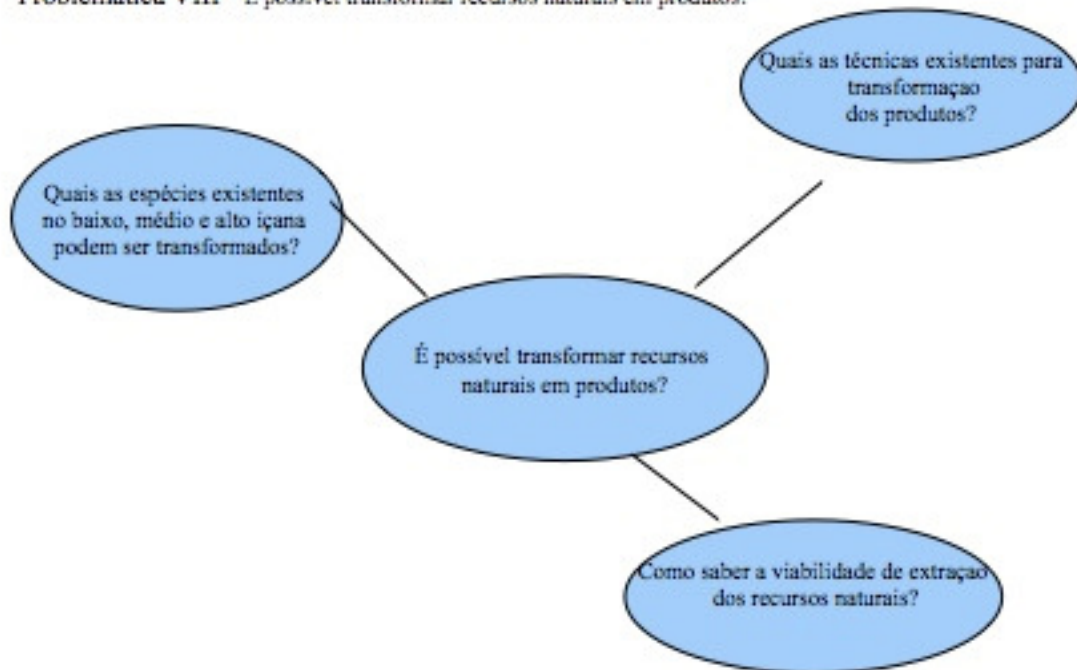 Problemática VIII – É possível transformar recursos naturais em produtos?
Quais as técnicas existentes para
transformaçao
dos produtos?
Quais as espécies existentes
no baixo, médio e alto içana
podem ser transformados?
É possível transformar recursos
naturais em produtos?
Como saber a viabilidade de extraçao
dos recursos naturais?